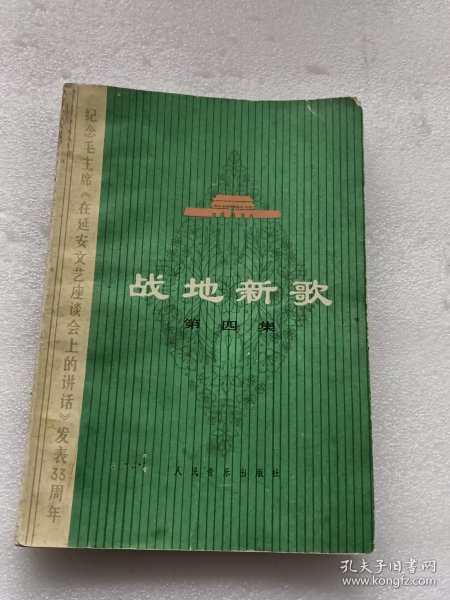 纪念毛主席《在延安文艺座谈会上的讲话》发表33周年
战地新歌
第四集
人民音乐出版社
孔夫子旧书网
www.kongfz.com